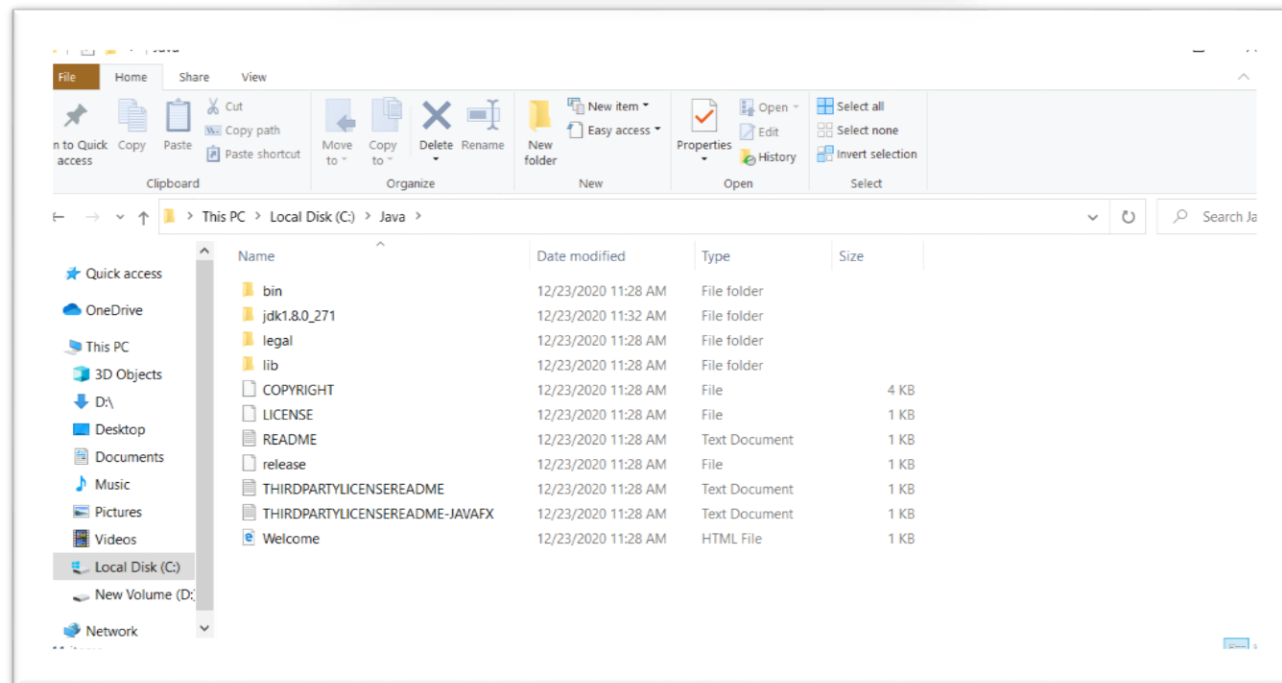 File Home Share View
Cut
Copy path
Paste shortcut
n to Quick access
Copy
Paste
Clipboard
Move to
Copy to
Delete
Rename
Organize
New folder
New item
Easy access
New
Properties
Open
Edit
History
Open
Select all
Select none
Invert selection
Select
This PC > Local Disk (C:) > Java >
Search Ja
Quick access
OneDrive
This PC
3D Objects
D:\
Desktop
Documents
Music
Pictures
Videos
Local Disk (C:)
New Volume (D:
Network
Name Date modified Type Size
bin 12/23/2020 11:28 AM File folder
jdk1.8.0_271 12/23/2020 11:32 AM File folder
legal 12/23/2020 11:28 AM File folder
lib 12/23/2020 11:28 AM File folder
COPYRIGHT 12/23/2020 11:28 AM File 4 KB
LICENSE 12/23/2020 11:28 AM File 1 KB
README 12/23/2020 11:28 AM Text Document 1 KB
release 12/23/2020 11:28 AM File 1 KB
THIRDPARTYLICENSEREADME 12/23/2020 11:28 AM Text Document 1 KB
THIRDPARTYLICENSEREADME-JAVAFX 12/23/2020 11:28 AM Text Document 1 KB
Welcome 12/23/2020 11:28 AM HTML File 1 KB